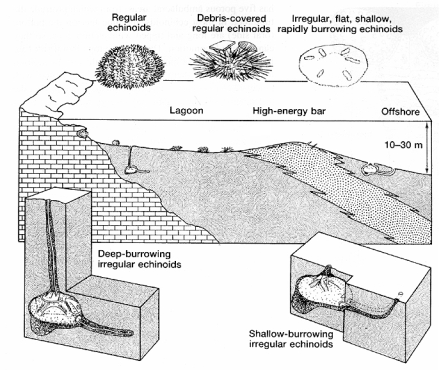 Regular
echinoids
Debris-covered
regular echinoids
Irregular, flat, shallow,
rapidly burrowing echinoids
Lagoon
High-energy bar
Offshore
10–30 m
Deep-burrowing
irregular echinoids
Shallow-burrowing
irregular echinoids